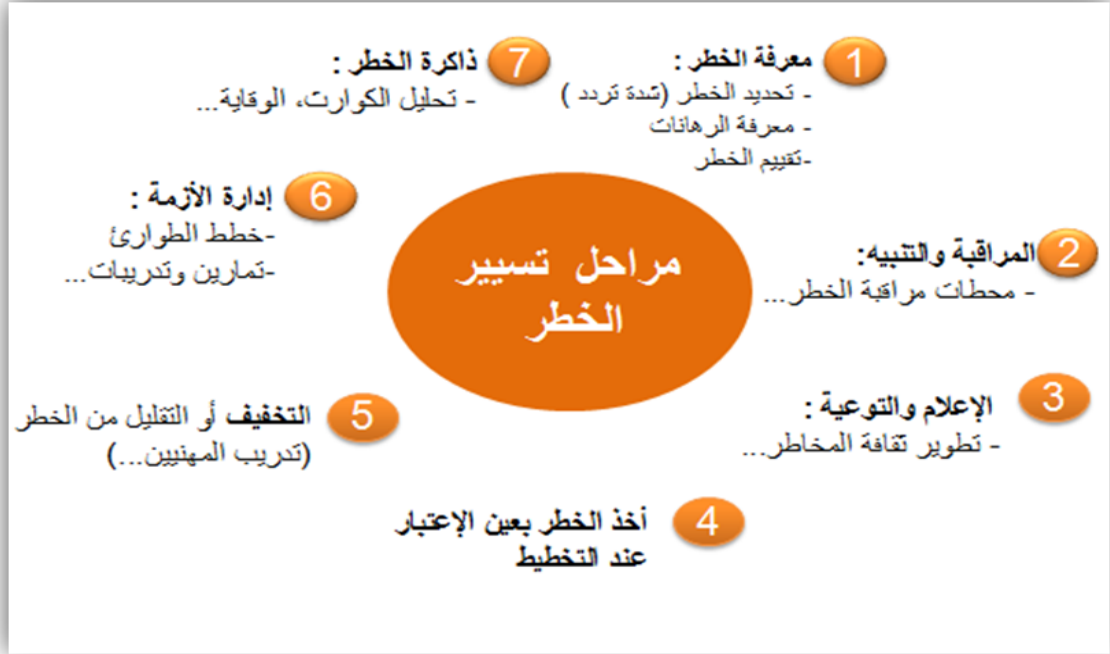 مراحل تسيير
الخطر
1
معرفة الخطر :
- تحديد الخطر (شدة تردد )
- معرفة الرهانات
-تقييم الخطر
2
المراقبة والتنبيه:
- محطات مراقبة الخطر...
3
الإعلام والتوعية :
- تطوير ثقافة المخاطر...
4
أخذ الخطر بعين الإعتبار
عند التخطيط
5
التخفيف أو التقليل من الخطر
(تدريب المهنيين...)
6
إدارة الأزمة :
-خطط الطوارئ
-تمارين وتدريبات...
7
ذاكرة الخطر :
- تحليل الكوارت، الوقاية...